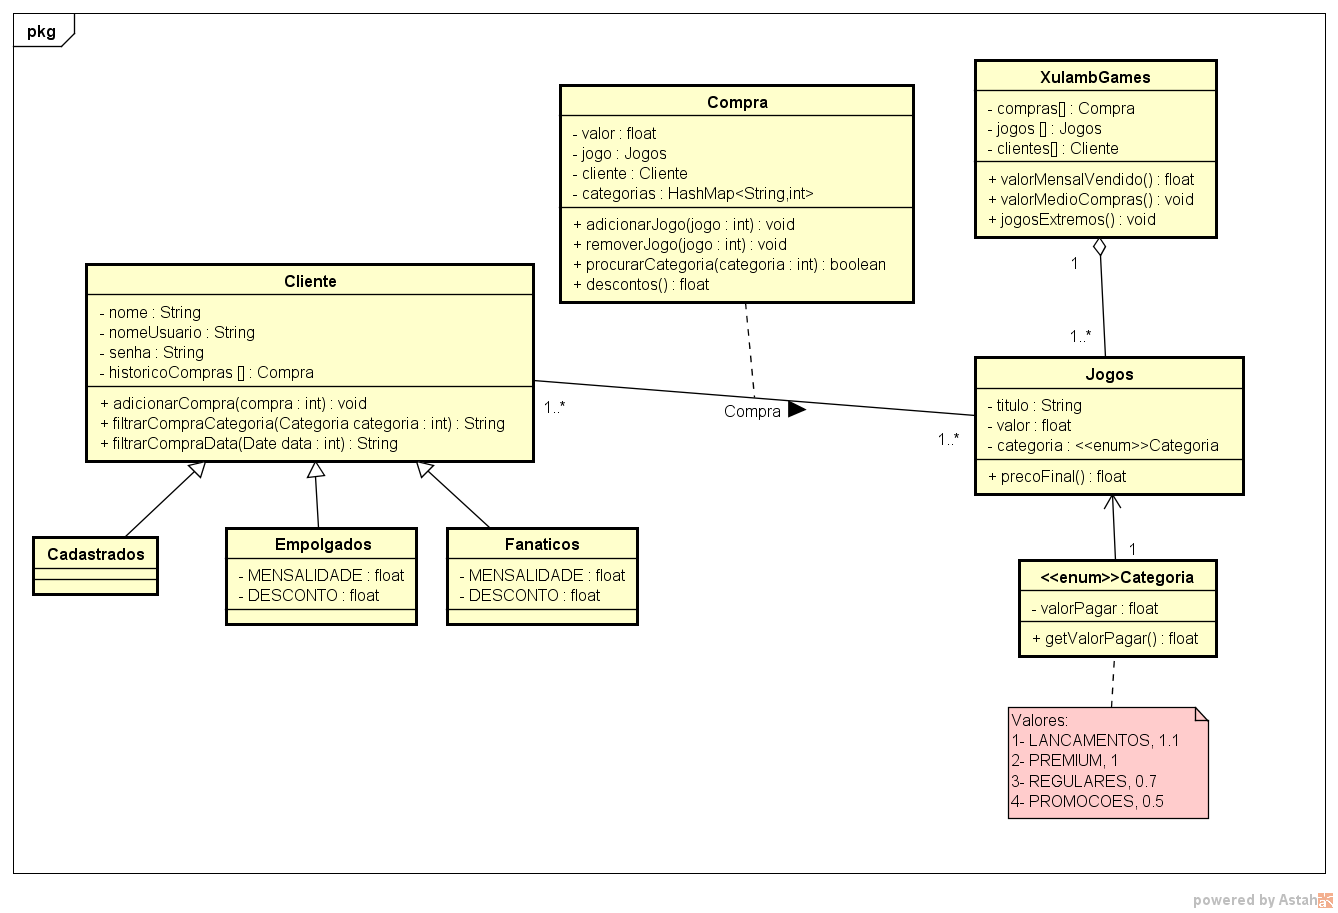 pkg
XulambGames
- compras[] : Compra
- jogos [] : Jogos
- clientes[] : Cliente
+ valorMensalVendido() : float
+ valorMedioCompras() : void
+ jogosExtremos() : void
Compra
- valor : float
- jogo : Jogos
- cliente : Cliente
- categorias : HashMap<String,int>
+ adicionarJogo(jogo : int) : void
+ removerJogo(jogo : int) : void
+ procurarCategoria(categoria : int) : boolean
+ descontos() : float
1
1..*
Cliente
- nome : String
- nomeUsuario : String
- senha : String
- historicoCompras [] : Compra
+ adicionarCompra(compra : int) : void
+ filtrarCompraCategoria(Categoria categoria : int) : String
+ filtrarCompraData(Date data : int) : String
1..*
Compra
1..*
Jogos
- titulo : String
- valor : float
- categoria : <<enum>>Categoria
+ precoFinal() : float
Cadastrados
Empolgados
- MENSALIDADE : float
- DESCONTO : float
Fanaticos
- MENSALIDADE : float
- DESCONTO : float
1
<<enum>>Categoria
- valorPagar : float
+ getValorPagar() : float
Valores:
1- LANCAMENTOS, 1.1
2- PREMIUM, 1
3- REGULARES, 0.7
4- PROMOCOES, 0.5
powered by Astah